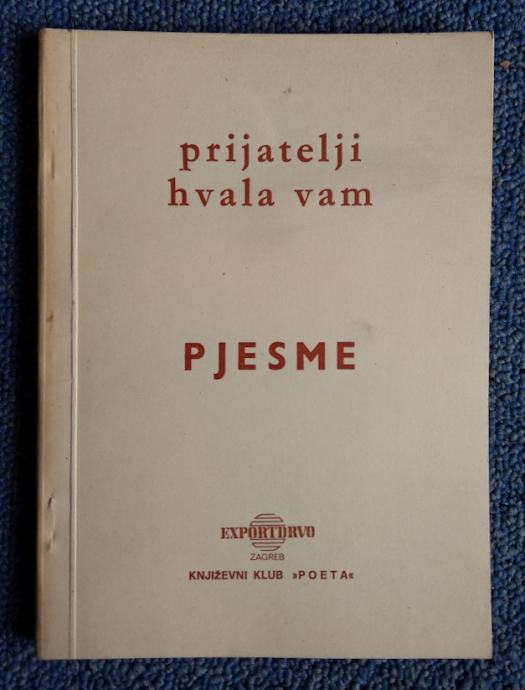 prijatelji
hvala vam
PJESME
EXPORTDRVO
ZAGREB
KNJIŽEVNI KLUB »POETA«